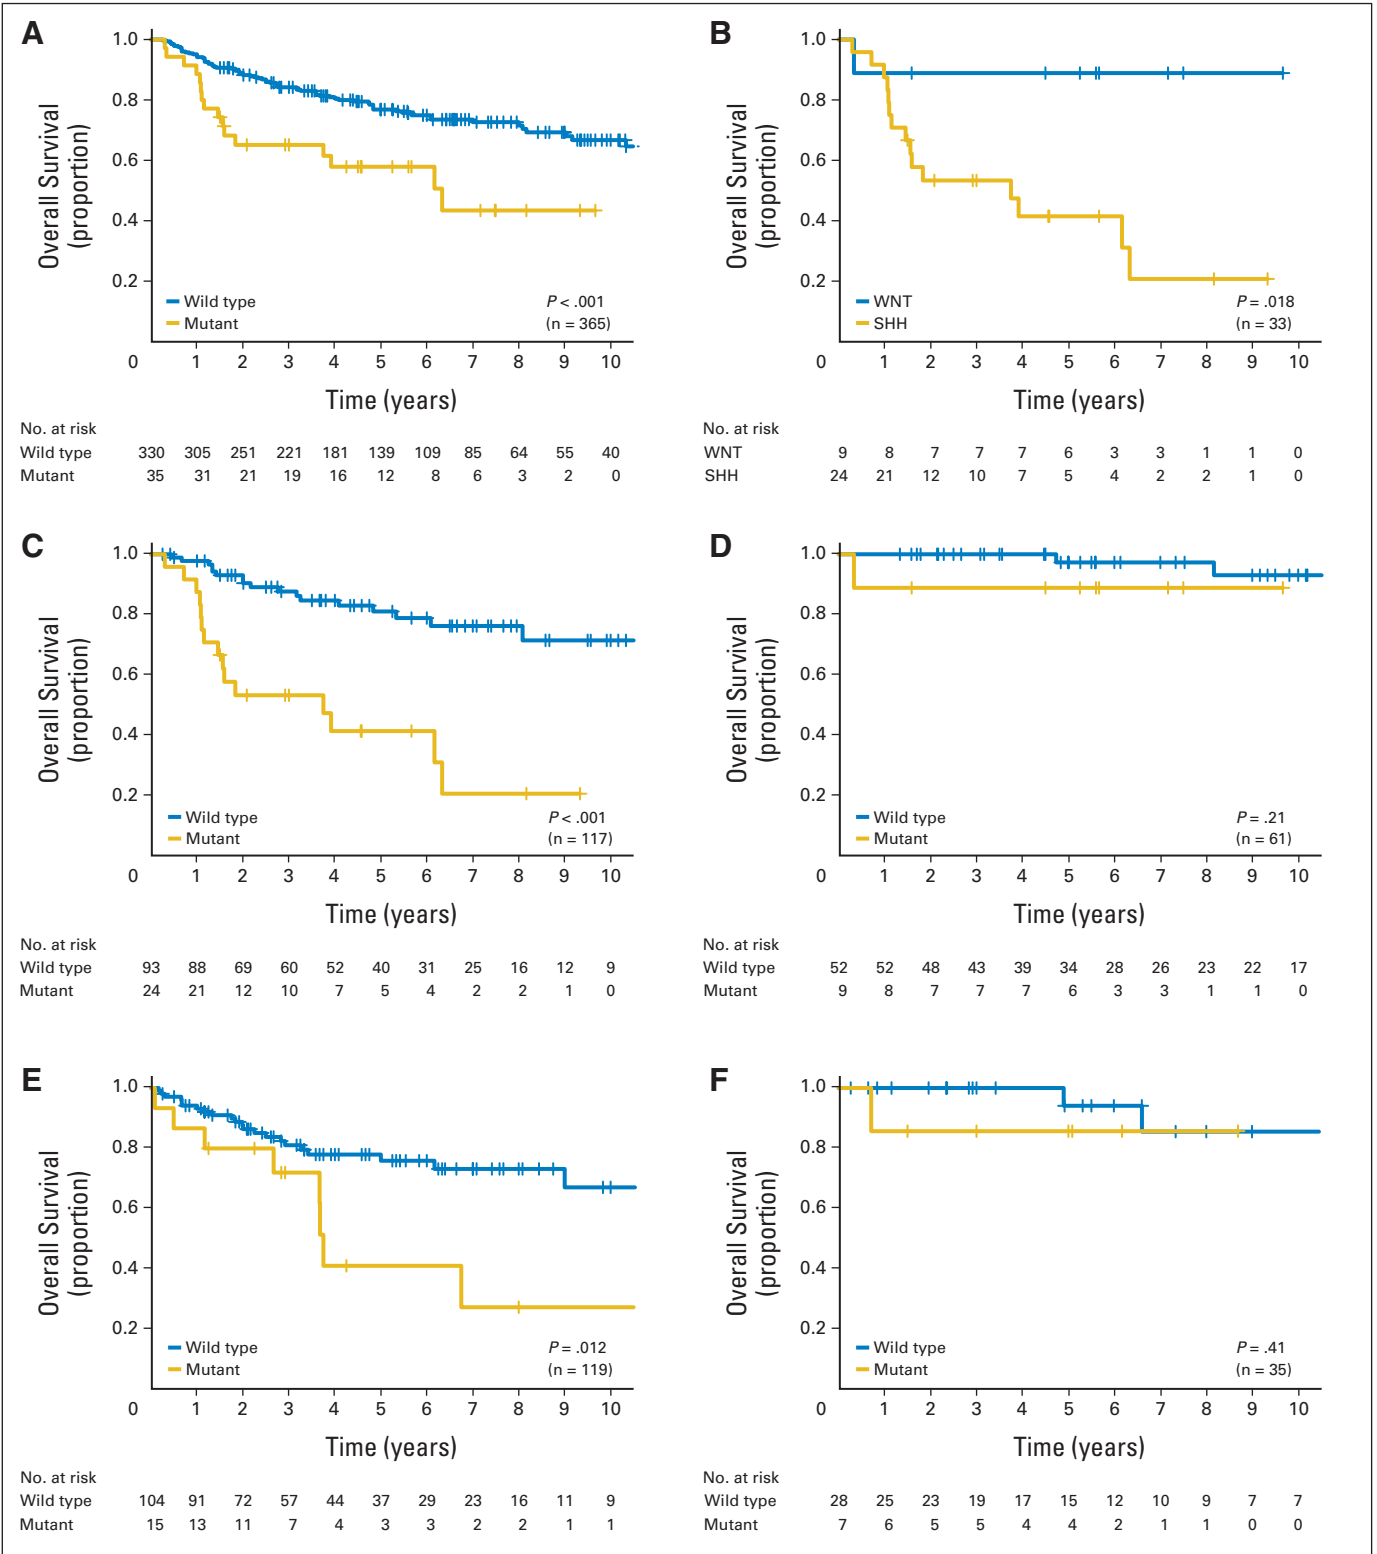 A
Overall Survival
(proportion)
1.0
0.8
0.6
0.4
0.2
Wild type
Mutant
P < .001
(n = 365)
0 1 2 3 4 5 6 7 8 9 10
Time (years)
No. at risk
Wild type 330 305 251 221 181 139 109 85 64 55 40
Mutant 35 31 21 19 16 12 8 6 3 2 0
B
Overall Survival
(proportion)
1.0
0.8
0.6
0.4
0.2
WNT
SHH
P = .018
(n = 33)
0 1 2 3 4 5 6 7 8 9 10
Time (years)
No. at risk
WNT 9 8 7 7 7 6 3 3 1 1 0
SHH 24 21 12 10 7 5 4 2 2 1 0
C
Overall Survival
(proportion)
1.0
0.8
0.6
0.4
0.2
Wild type
Mutant
P < .001
(n = 117)
0 1 2 3 4 5 6 7 8 9 10
Time (years)
No. at risk
Wild type 93 88 69 60 52 40 31 25 16 12 9
Mutant 24 21 12 10 7 5 4 2 2 1 0
D
Overall Survival
(proportion)
1.0
0.8
0.6
0.4
0.2
Wild type
Mutant
P = .21
(n = 61)
0 1 2 3 4 5 6 7 8 9 10
Time (years)
No. at risk
Wild type 52 52 48 43 39 34 28 26 23 22 17
Mutant 9 8 7 7 7 6 3 3 1 1 0
E
Overall Survival
(proportion)
1.0
0.8
0.6
0.4
0.2
Wild type
Mutant
P = .012
(n = 119)
0 1 2 3 4 5 6 7 8 9 10
Time (years)
No. at risk
Wild type 104 91 72 57 44 37 29 23 16 11 9
Mutant 15 13 11 7 4 3 3 2 2 1 1
F
Overall Survival
(proportion)
1.0
0.8
0.6
0.4
0.2
Wild type
Mutant
P = .41
(n = 35)
0 1 2 3 4 5 6 7 8 9 10
Time (years)
No. at risk
Wild type 28 25 23 19 17 15 12 10 9 7 7
Mutant 7 6 5 5 4 4 2 1 1 0 0